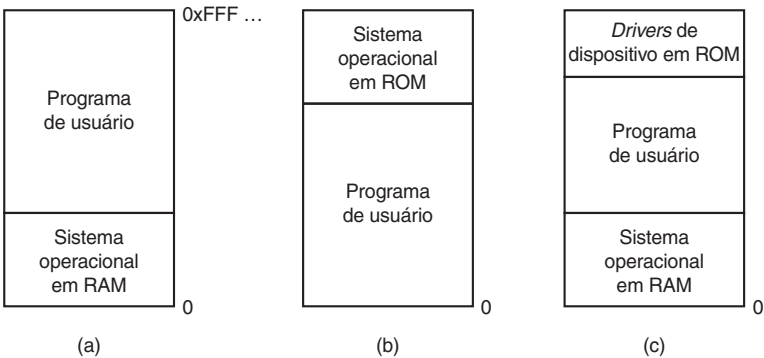 0xFFF …
Programa
de usuário
Sistema
operacional
em RAM
0
(a)
Sistema
operacional
em ROM
Programa
de usuário
0
(b)
Drivers de
dispositivo em ROM
Programa
de usuário
Sistema
operacional
em RAM
0
(c)